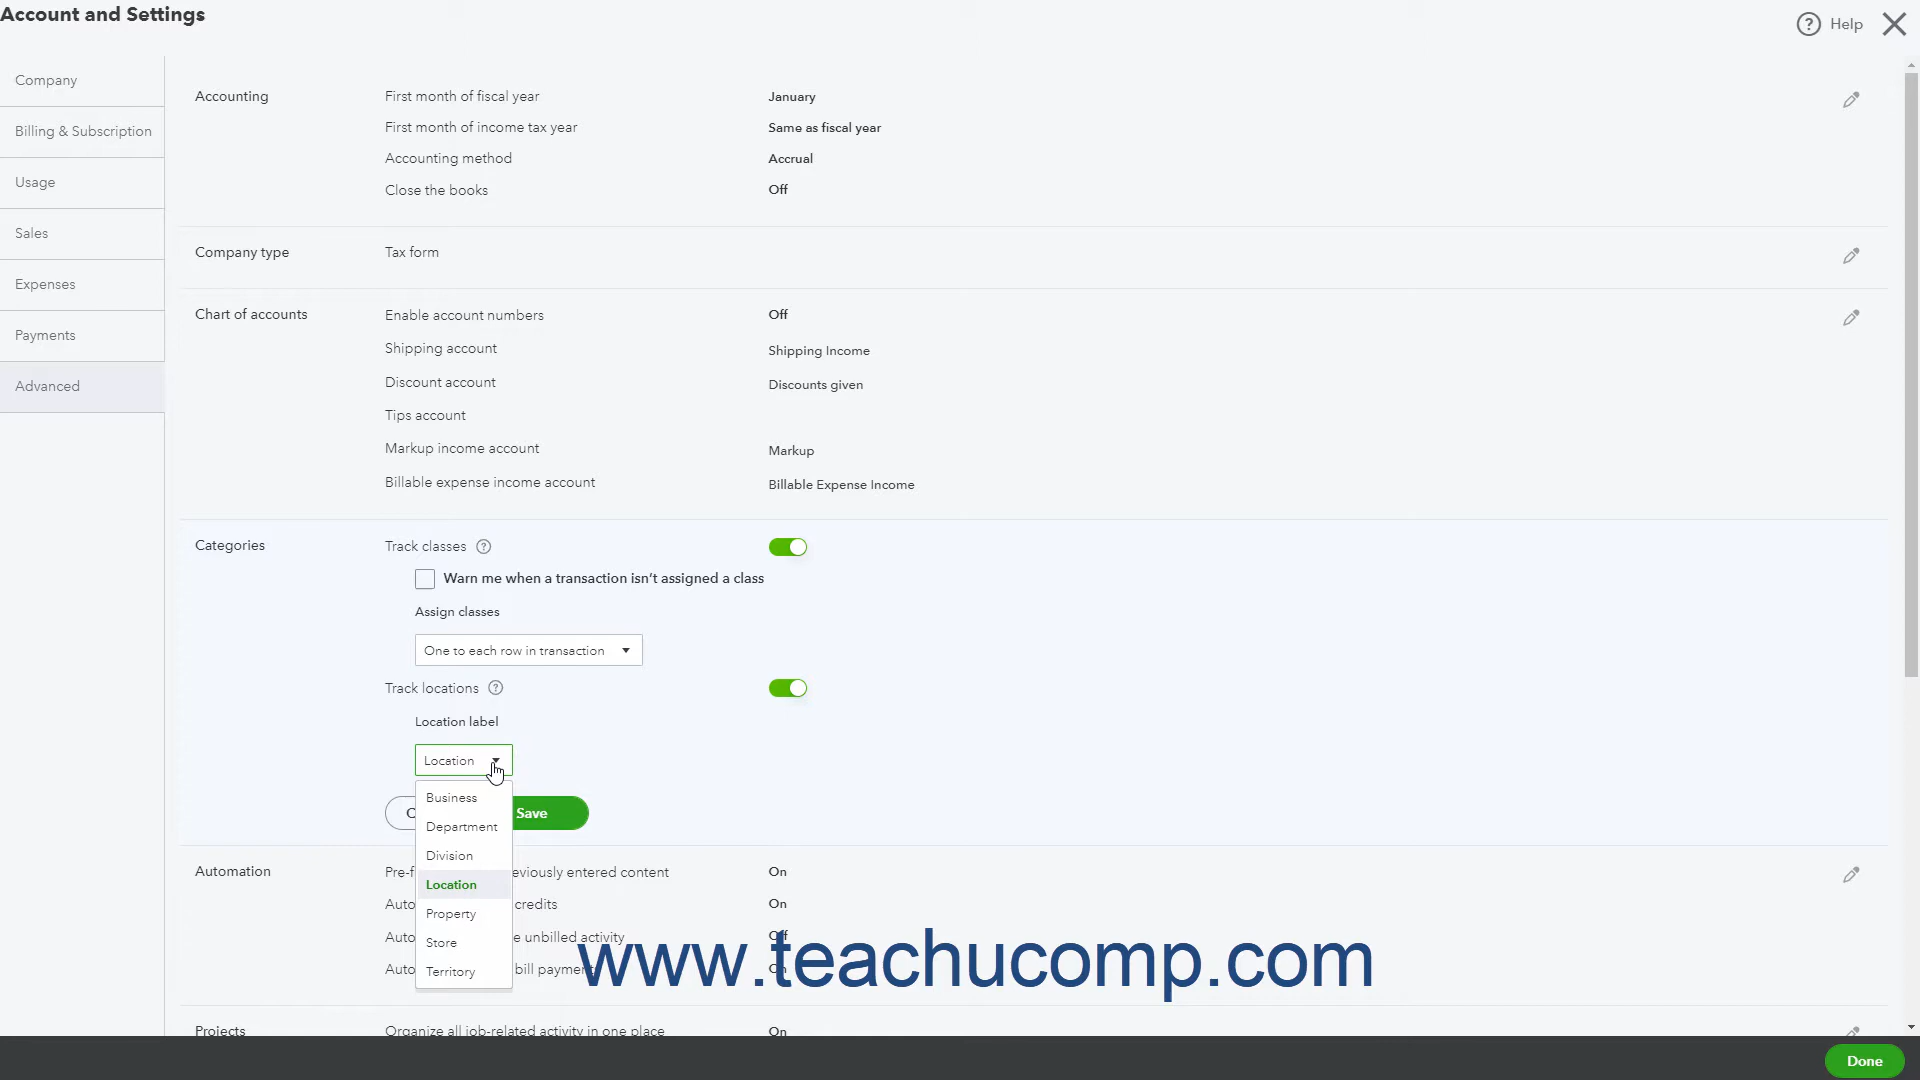 Account and Settings
Help
Company
Billing & Subscription
Usage
Sales
Expenses
Payments
Advanced
Accounting
First month of fiscal year January
First month of income tax year Same as fiscal year
Accounting method Accrual
Close the books Off
Company type
Tax form
Chart of accounts
Enable account numbers Off
Shipping account Shipping Income
Discount account Discounts given
Tips account
Markup income account Markup
Billable expense income account Billable Expense Income
Categories
Track classes
Warn me when a transaction isn't assigned a class
Assign classes
One to each row in transaction
Track locations
Location label
Location
Business
Department
Division
Location
Property
Store
Territory
Save
Automation
eviously entered content On
credits On
unbilled activity Off
bill payment On
Projects
Organize all job-related activity in one place On
www.teachucomp.com
Done